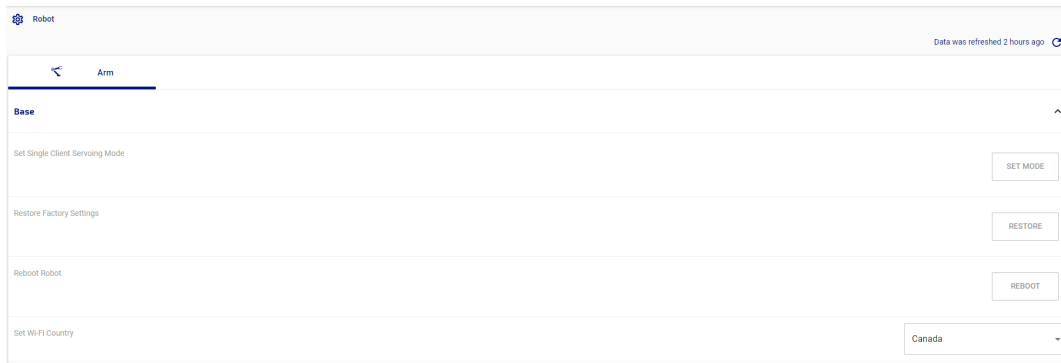 Robot
Data was refreshed 2 hours ago
Arm
Base
Set Single Client Servoing Mode
SET MODE
Restore Factory Settings
RESTORE
Reboot Robot
REBOOT
Set Wi-Fi Country
Canada